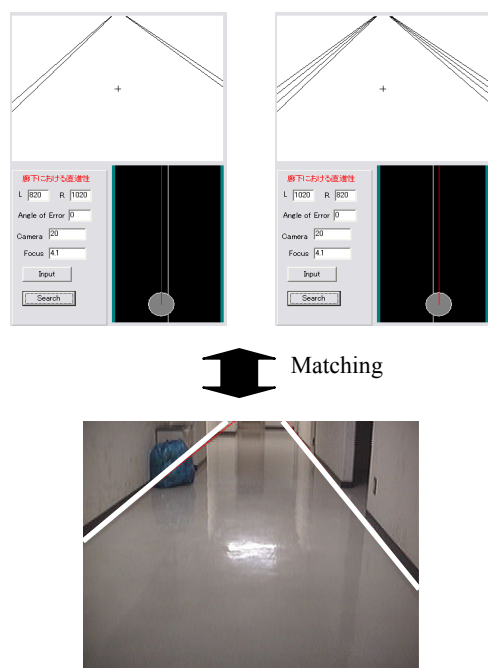 廊下における直進性
L 820 R 1020
Angle of Error 0
Camera 20
Focus 4.1
Input
Search
廊下における直進性
L 1020 R 820
Angle of Error 0
Camera 20
Focus 4.1
Input
Search
Matching